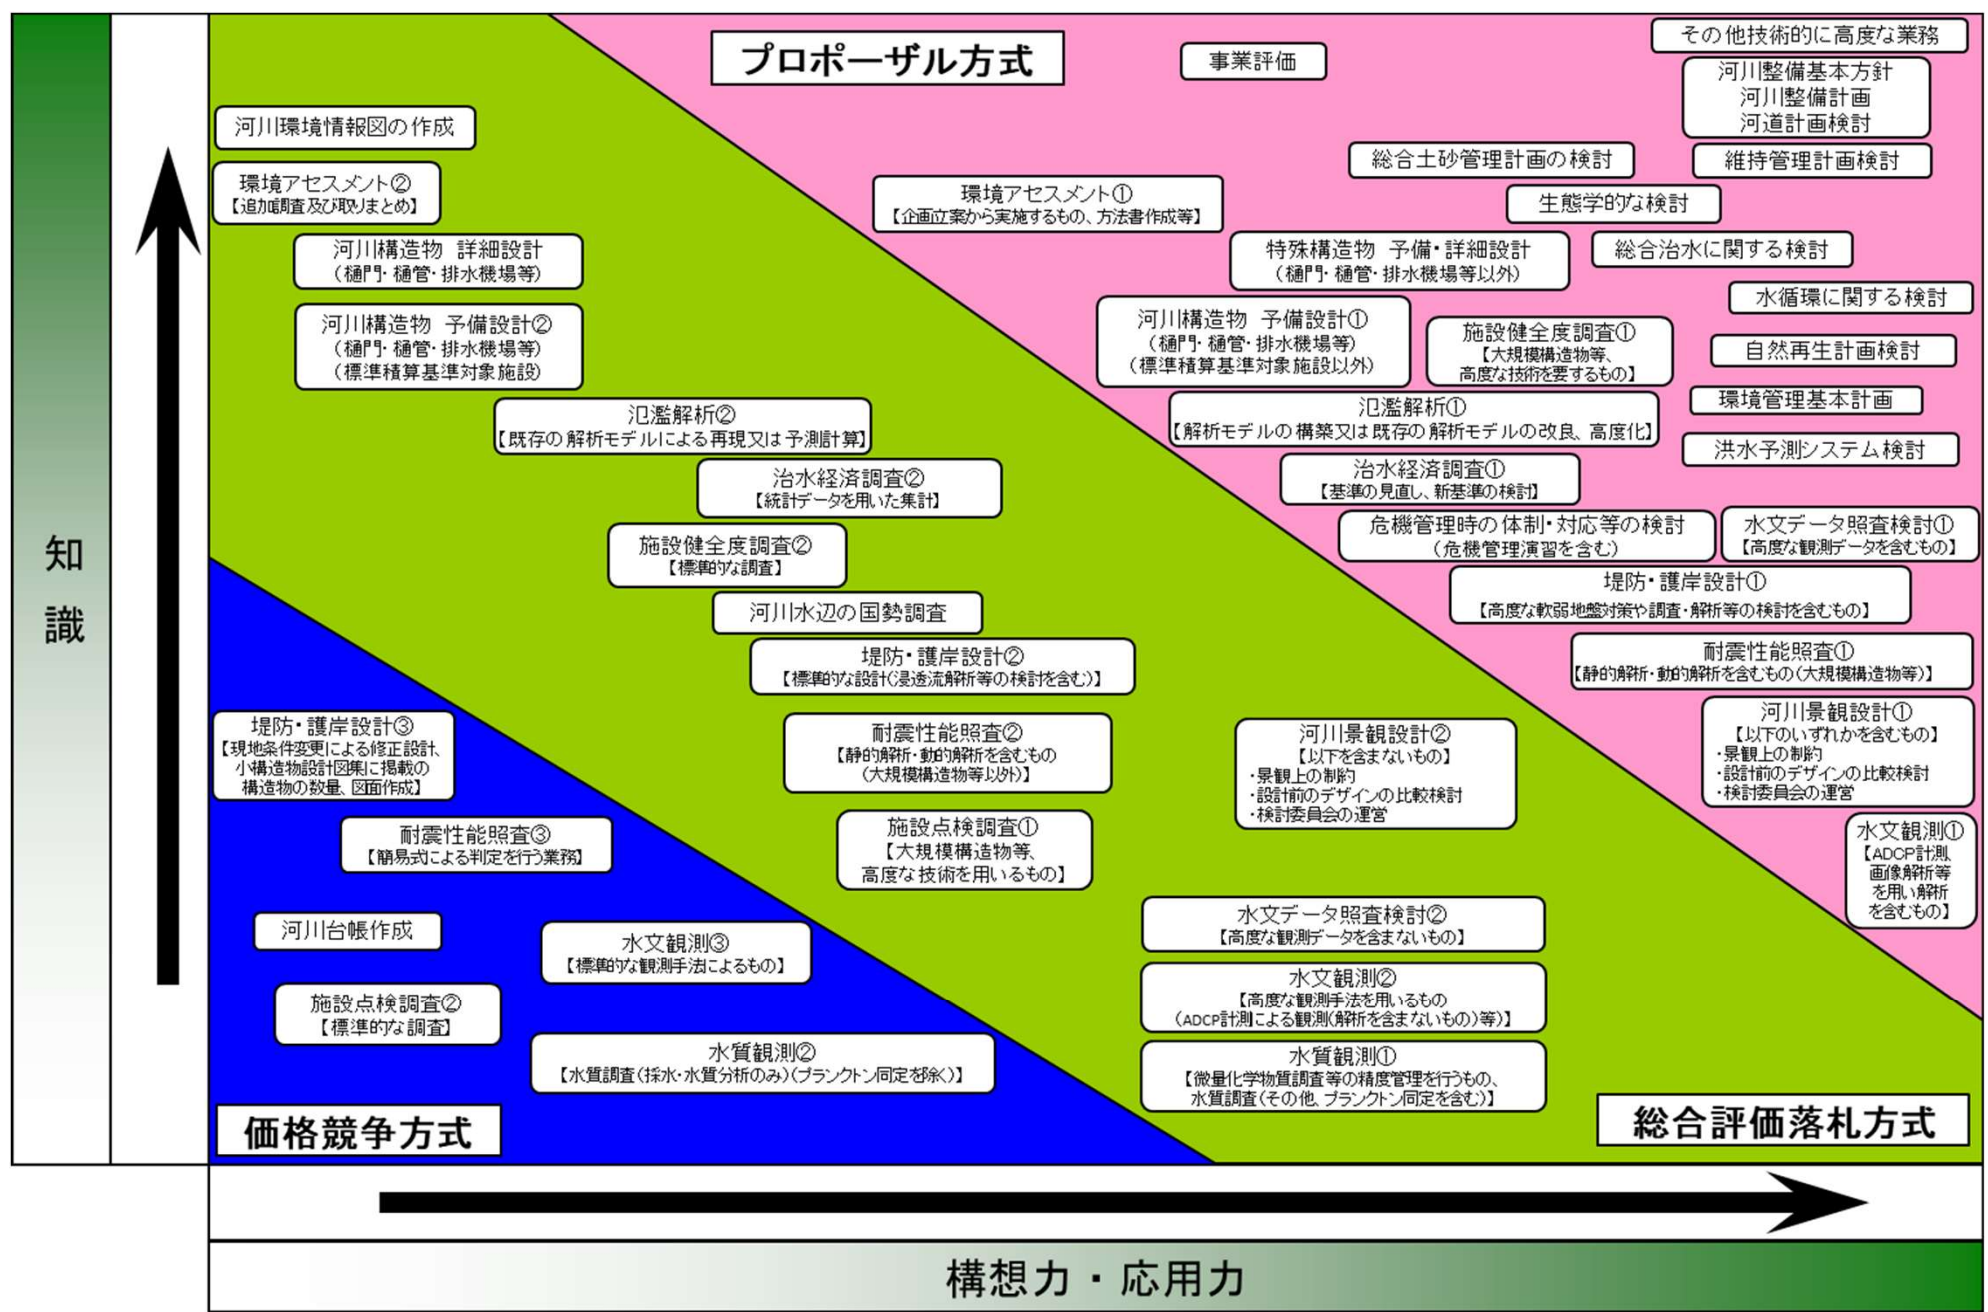 プロポーザル方式
事業評価
その他技術的に高度な業務
河川整備基本方針
河川整備計画
河道計画検討
総合土砂管理計画の検討
維持管理計画検討
環境アセスメント①
【企画立案から実施するもの、方法書作成等】
生態学的な検討
特殊構造物 予備・詳細設計
(樋門・樋管・排水機場等以外)
総合治水に関する検討
水循環に関する検討
河川構造物 予備設計①
(樋門・樋管・排水機場等)
(標準積算基準対象施設以外)
施設健全度調査①
【大規模構造物等、
高度な技術を要するもの】
自然再生計画検討
環境管理基本計画
氾濫解析①
【解析モデルの構築又は既存の解析モデルの改良、高度化】
洪水予測システム検討
治水経済調査①
【基準の見直し、新基準の検討】
危機管理時の体制・対応等の検討
(危機管理演習を含む)
水文データ照査検討①
【高度な観測データを含むもの】
堤防・護岸設計①
【高度な軟弱地盤対策や調査・解析等の検討を含むもの】
耐震性能照査①
【静的解析・動的解析を含むもの(大規模構造物等)】
河川景観設計①
【以下のいずれかを含むもの】
・景観上の制約
・設計前のデザインの比較検討
・検討委員会の運営
水文観測①
【ADCP計測、
画像解析等
を用い解析
を含むもの】
河川環境情報図の作成
環境アセスメント②
【追加調査及び取りまとめ】
河川構造物 詳細設計
(樋門・樋管・排水機場等)
河川構造物 予備設計②
(樋門・樋管・排水機場等)
(標準積算基準対象施設)
氾濫解析②
【既存の解析モデルによる再現又は予測計算】
治水経済調査②
【統計データを用いた集計】
施設健全度調査②
【標準的な調査】
河川水辺の国勢調査
堤防・護岸設計②
【標準的な設計(浸透流解析等の検討を含む)】
耐震性能照査②
【静的解析・動的解析を含むもの
(大規模構造物等以外)】
河川景観設計②
【以下を含まないもの】
・景観上の制約
・設計前のデザインの比較検討
・検討委員会の運営
施設点検調査①
【大規模構造物等、
高度な技術を用いるもの】
水文データ照査検討②
【高度な観測データを含まないもの】
水文観測②
【高度な観測手法を用いるもの
(ADCP計測による観測(解析を含まないもの)等)】
水質観測①
【微量化学物質調査等の精度管理を行うもの、
水質調査(その他、プランクトン同定を含む)】
総合評価落札方式
堤防・護岸設計③
【現地条件変更による修正設計、
小構造物設計図集に掲載の
構造物の数量、図面作成】
耐震性能照査③
【簡易式による判定を行う業務】
河川台帳作成
水文観測③
【標準的な観測手法によるもの】
施設点検調査②
【標準的な調査】
水質観測②
【水質調査(採水・水質分析のみ)(プランクトン同定を除く)】
価格競争方式
知識
構想力・応用力